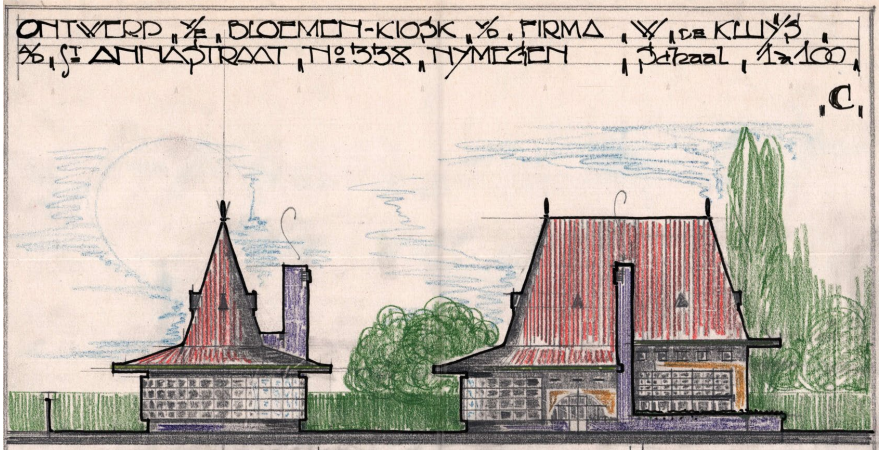 ONTWERP V/E BLOEMEN-KIOSK V/D FIRMA W. DE KLUYS
A/D ST ANNASTRAAT No 338 NYMEGEN Schaal 1 à 100
C